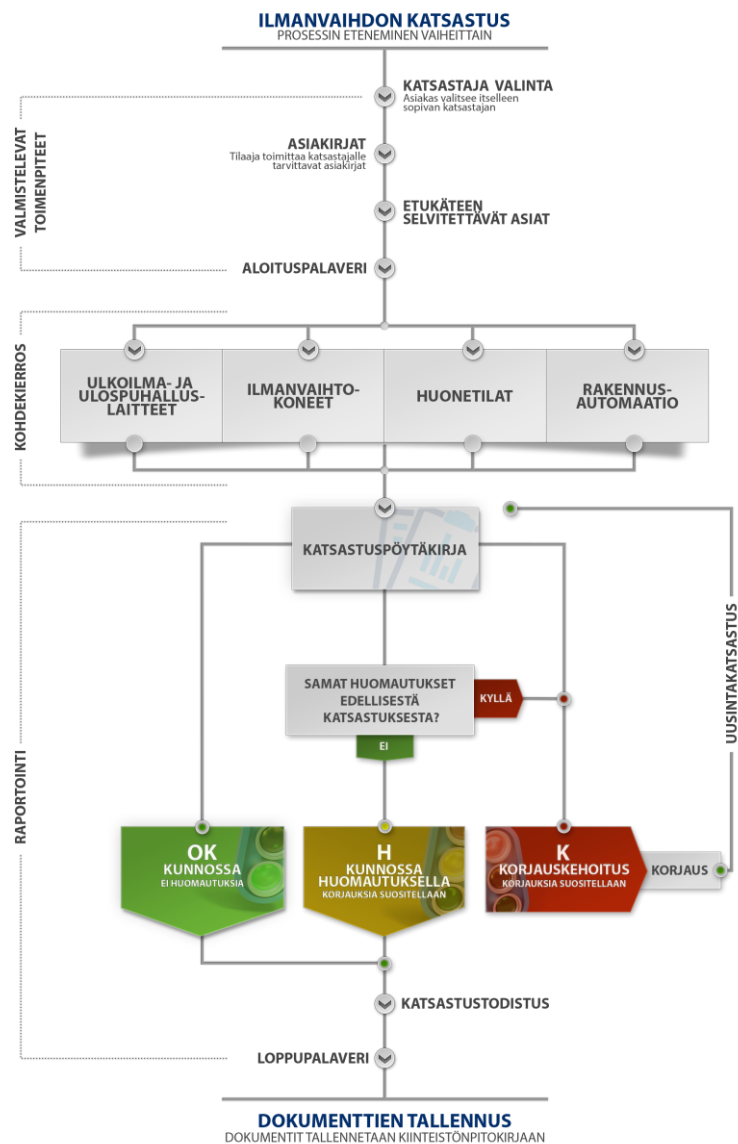 ILMANVAIHDON KATSASTUS
PROSESSIN ETENEMINEN VAIHEITTAIN
KATSASTAJA VALINTA
Asiakas valitsee itselleen
sopivan katsastajan
ASIAKIRJAT
Tilaaja toimittaa katsastajalle
tarvittavat asiakirjat
ETUKÄTEEN
SELVITETTÄVÄT ASIAT
ALOITUSPALAVERI
VALMISTELEVAT
TOIMENPITEET
KOHDEKIERROS
ULKOILMA- JA
ULOSPUHALLUS-
LAITTEET
ILMANVAIHTO-
KONEET
HUONETILAT
RAKENNUS-
AUTOMAATIO
RAPORTOINTI
KATSASTUSPÖYTÄKIRJA
SAMAT HUOMAUTUKSET
EDELLISESTÄ
KATSASTUKSESTA?
KYLLÄ
EI
UUSINTAKATSASTUS
OK
KUNNOSSA
EI HUOMAUTUKSIA
H
KUNNOSSA
HUOMAUTUKSELLA
KORJAUKSIA SUOSITELLAAN
K
KORJAUSKEHOITUS
KORJAUKSIA SUOSITELLAAN
KORJAUS
KATSASTUSTODISTUS
LOPPUPALAVERI
DOKUMENTTIEN TALLENNUS
DOKUMENTIT TALLENNETAAN KIINTEISTÖNPITOKIRJAAN